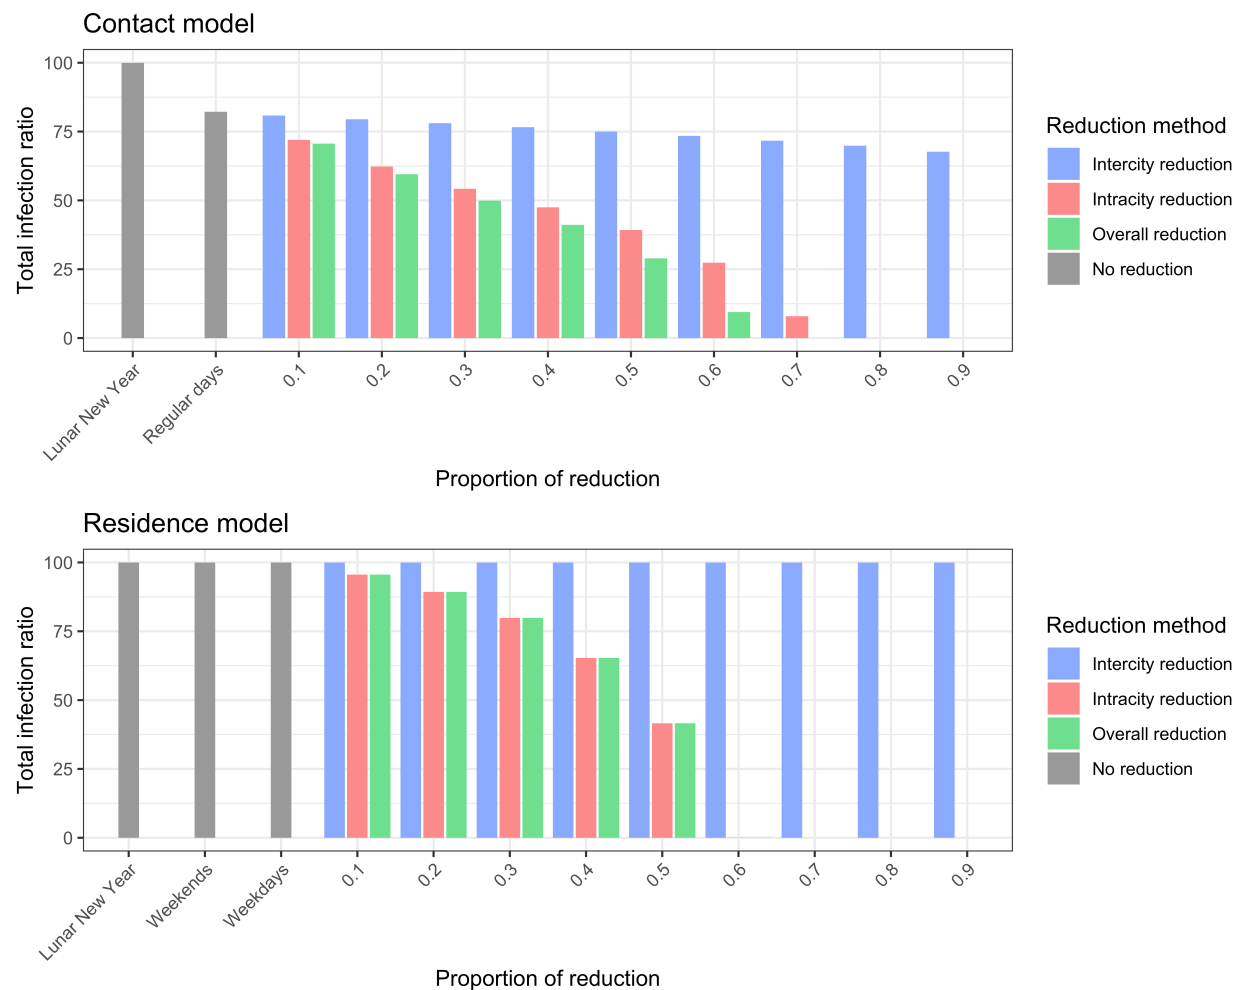 Contact model
Total infection ratio
100
75
50
25
0
Lunar New Year
Regular days
0.1
0.2
0.3
0.4
0.5
0.6
0.7
0.8
0.9
Proportion of reduction
Reduction method
Intercity reduction
Intracity reduction
Overall reduction
No reduction
Residence model
Total infection ratio
100
75
50
25
0
Lunar New Year
Weekends
Weekdays
0.1
0.2
0.3
0.4
0.5
0.6
0.7
0.8
0.9
Proportion of reduction
Reduction method
Intercity reduction
Intracity reduction
Overall reduction
No reduction